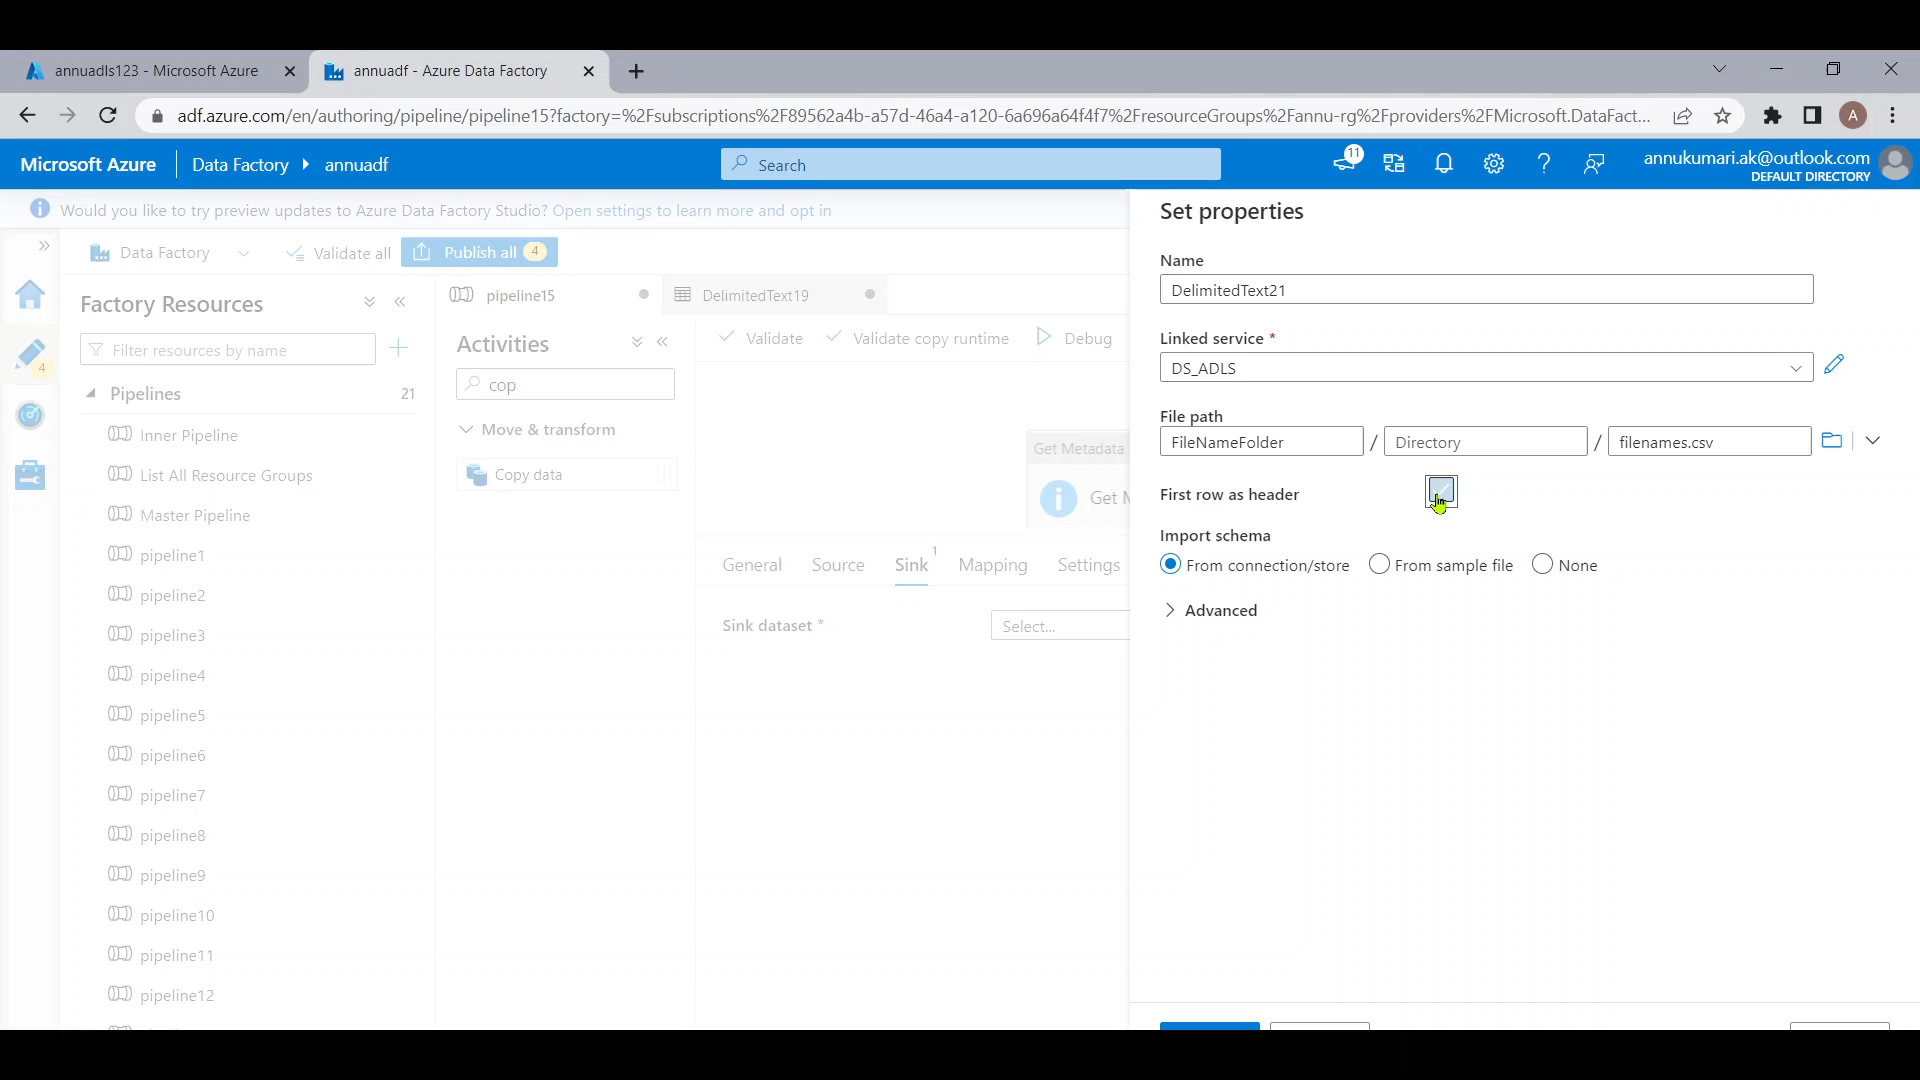 annuadls123 - Microsoft Azure
annuadf - Azure Data Factory
adf.azure.com/en/authoring/pipeline/pipeline15?factory=%2Fsubscriptions%2F89562a4b-a57d-46a4-a120-6a696a64f4f7%2FresourceGroups%2Fannu-rg%2Fproviders%2FMicrosoft.DataFact...
A
Microsoft Azure
Data Factory
annuadf
Search
11
annukumari.ak@outlook.com
DEFAULT DIRECTORY
Would you like to try preview updates to Azure Data Factory Studio? Open settings to learn more and opt in
Data Factory
Validate all
Publish all 4
4
Factory Resources
Filter resources by name
Pipelines 21
Inner Pipeline
List All Resource Groups
Master Pipeline
pipeline1
pipeline2
pipeline3
pipeline4
pipeline5
pipeline6
pipeline7
pipeline8
pipeline9
pipeline10
pipeline11
pipeline12
pipeline15
DelimitedText19
Activities
cop
Move & transform
Copy data
Validate
Validate copy runtime
Debug
Get Metadata
Get M
General
Source
Sink 1
Mapping
Settings
Sink dataset *
Select...
Set properties
Name
DelimitedText21
Linked service *
DS_ADLS
File path
FileNameFolder / Directory / filenames.csv
First row as header
Import schema
From connection/store
From sample file
None
Advanced